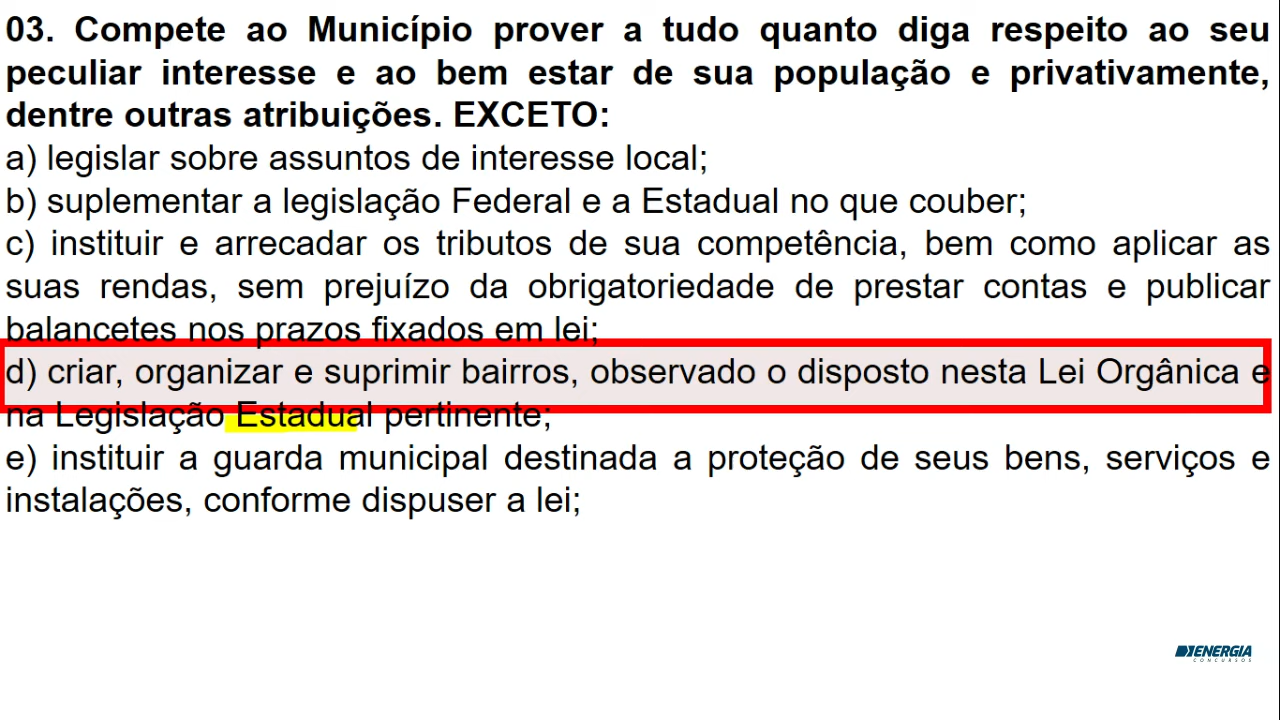 03. Compete ao Município prover a tudo quanto diga respeito ao seu
peculiar interesse e ao bem estar de sua população e privativamente,
dentre outras atribuições. EXCETO:
a) legislar sobre assuntos de interesse local;
b) suplementar a legislação Federal e a Estadual no que couber;
c) instituir e arrecadar os tributos de sua competência, bem como aplicar as
suas rendas, sem prejuízo da obrigatoriedade de prestar contas e publicar
balancetes nos prazos fixados em lei;
d) criar, organizar e suprimir bairros, observado o disposto nesta Lei Orgânica e
na Legislação Estadual pertinente;
e) instituir a guarda municipal destinada a proteção de seus bens, serviços e
instalações, conforme dispuser a lei;
ENERGIA
CONCURSOS